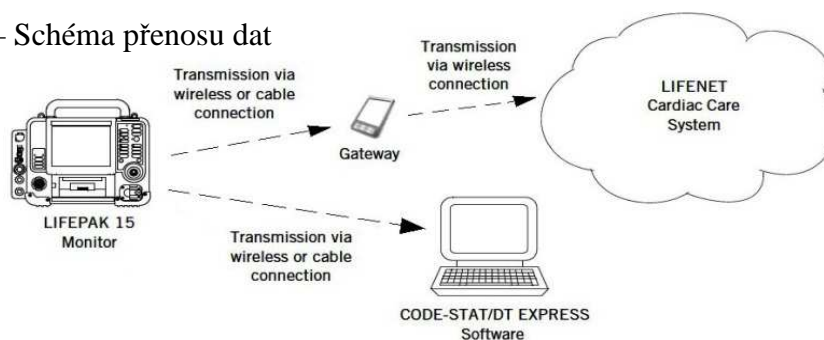 – Schéma přenosu dat
Transmission via
wireless or cable
connection
Transmission
via wireless
connection
LIFENET
Cardiac Care
System
Gateway
LIFEPAK 15
Monitor
Transmission via
wireless or cable
connection
CODE-STAT/DT EXPRESS
Software